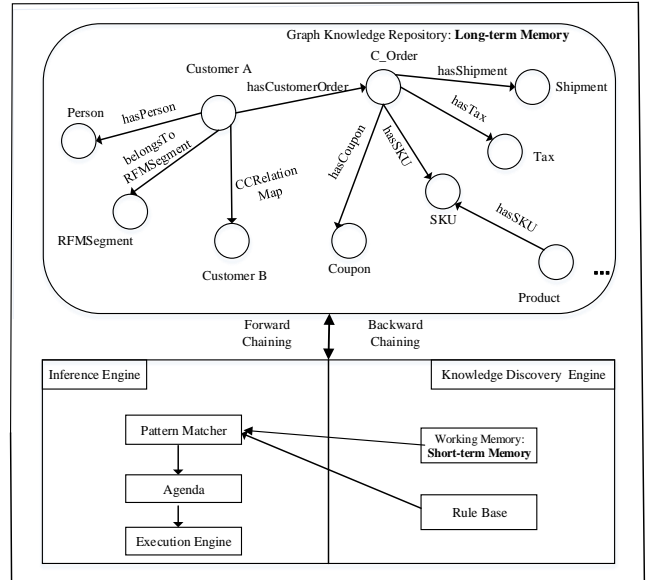 Graph Knowledge Repository: Long-term Memory
Customer A
C_Order
hasCustomerOrder
hasShipment
Shipment
Person
hasPerson
hasTax
Tax
belongsTo
RFMSegment
CCRelation
Map
hasCoupon
hasSKU
SKU
hasSKU
RFMSegment
Customer B
Coupon
Product
...
Forward
Chaining
Backward
Chaining
Inference Engine
Knowledge Discovery Engine
Pattern Matcher
Working Memory:
Short-term Memory
Agenda
Rule Base
Execution Engine